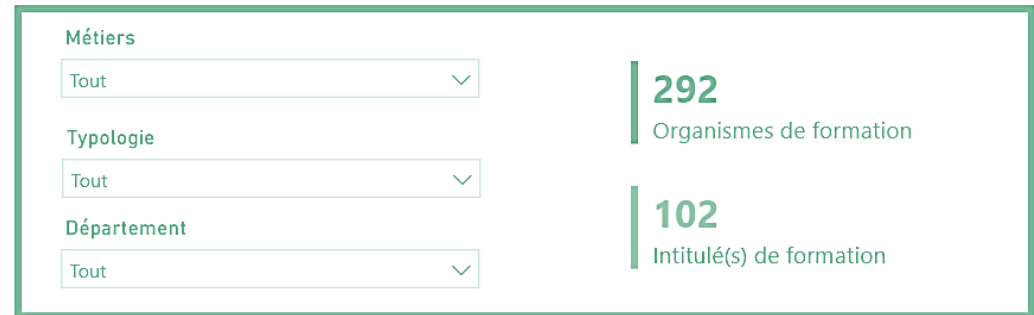 Métiers
Tout
Typologie
Tout
Département
Tout
292
Organismes de formation
102
Intitulé(s) de formation